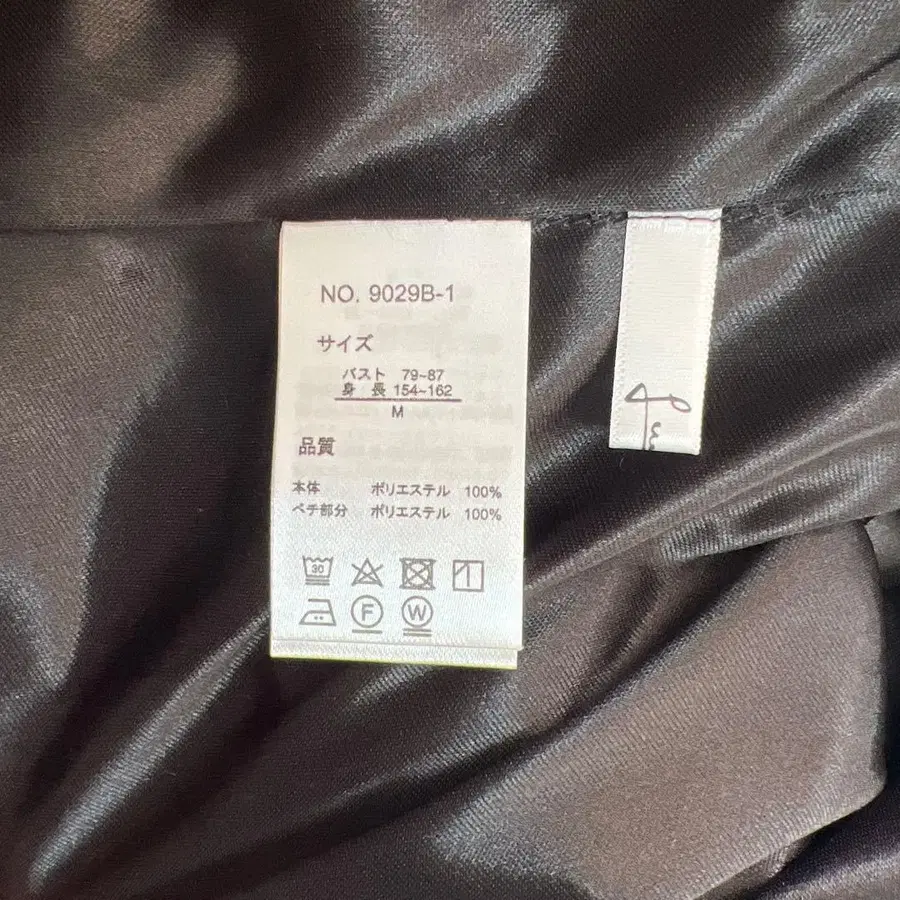 NO. 9029B-1
サイズ
バスト 79~87
身 長 154~162
M
品質
本体 ポリエステル 100%
ペチ部分 ポリエステル 100%
30
F W